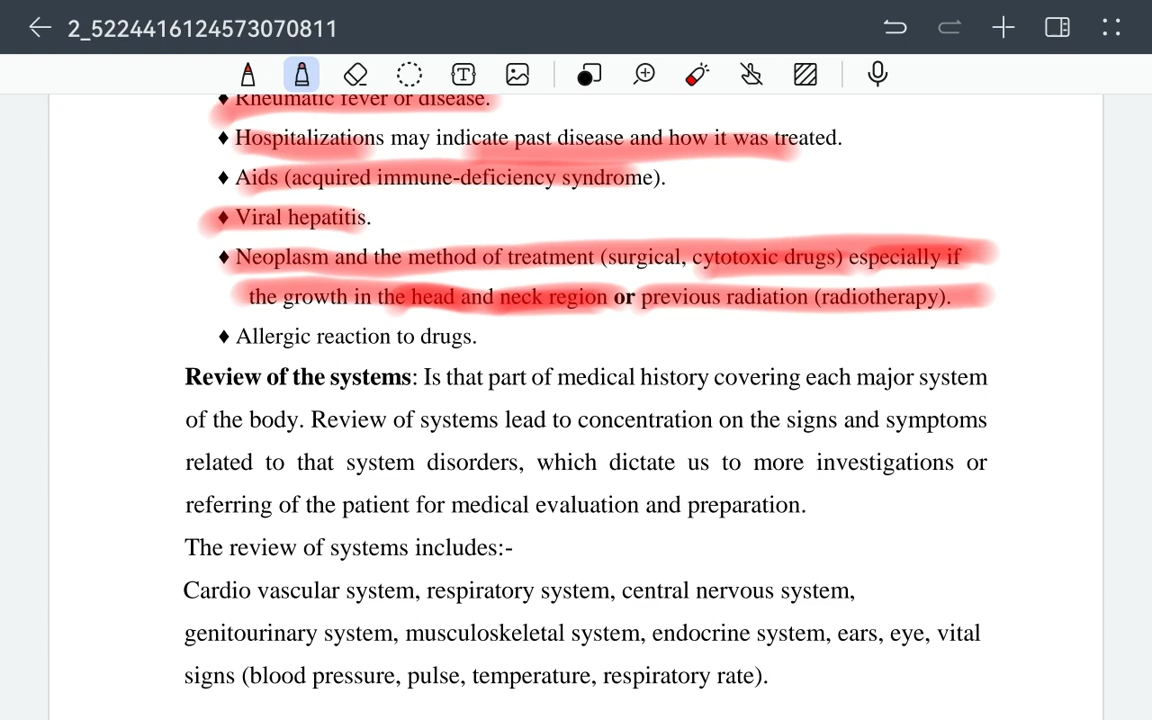 2_5224416124573070811
♦ Rheumatic fever or disease.
♦ Hospitalizations may indicate past disease and how it was treated.
♦ Aids (acquired immune-deficiency syndrome).
♦ Viral hepatitis.
♦ Neoplasm and the method of treatment (surgical, cytotoxic drugs) especially if
the growth in the head and neck region or previous radiation (radiotherapy).
♦ Allergic reaction to drugs.
Review of the systems: Is that part of medical history covering each major system
of the body. Review of systems lead to concentration on the signs and symptoms
related to that system disorders, which dictate us to more investigations or
referring of the patient for medical evaluation and preparation.
The review of systems includes:-
Cardio vascular system, respiratory system, central nervous system,
genitourinary system, musculoskeletal system, endocrine system, ears, eye, vital
signs (blood pressure, pulse, temperature, respiratory rate).